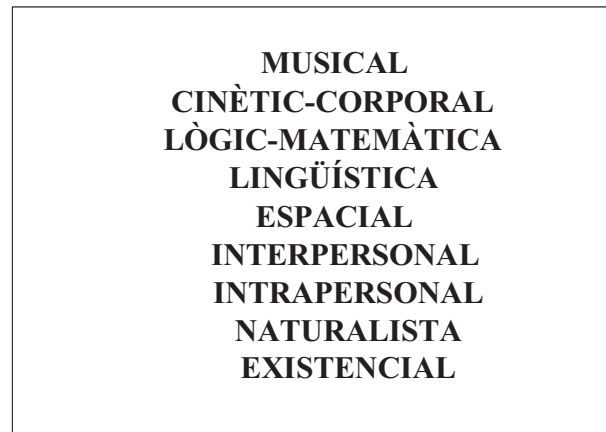 MUSICAL
CINÈTIC-CORPORAL
LÒGIC-MATEMÀTICA
LINGÜÍSTICA
ESPACIAL
INTERPERSONAL
INTRAPERSONAL
NATURALISTA
EXISTENCIAL